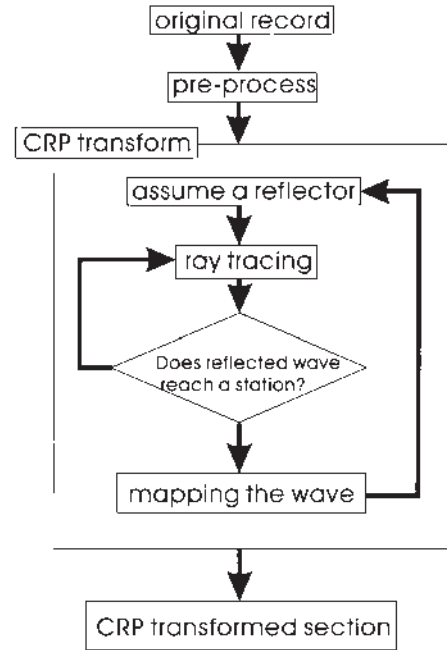 original record
pre-process
CRP transform
assume a reflector
ray tracing
Does reflected wave
reach a station?
mapping the wave
CRP transformed section